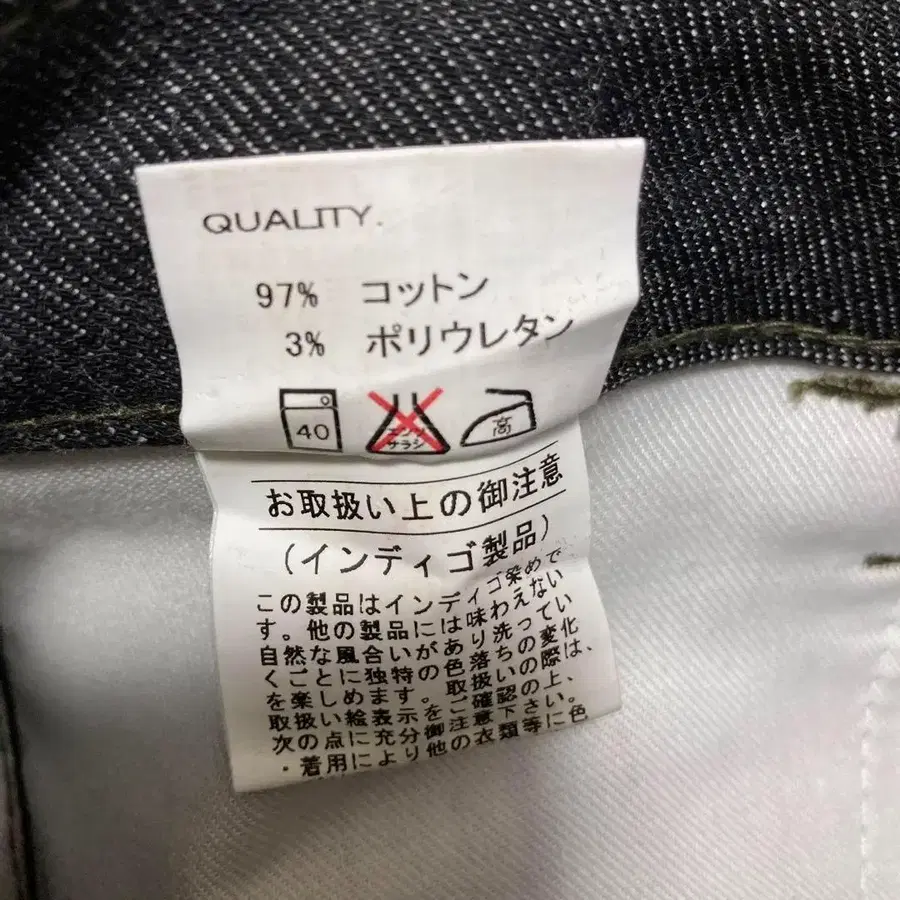 QUALITY.
97% コットン
3% ポリウレタン
40 エンソサラシ 高
お取扱い上の御注意
(インディゴ製品)
この製品はインディゴ染めで
す。他の製品には味わえない
自然な風合いがあり洗ってい
くごとに独特の色落ちの変化
を楽しめます。取扱いの際は、
取扱い絵表示をご確認の上、
次の点に充分御注意下さい。
・着用により他の衣類等に色